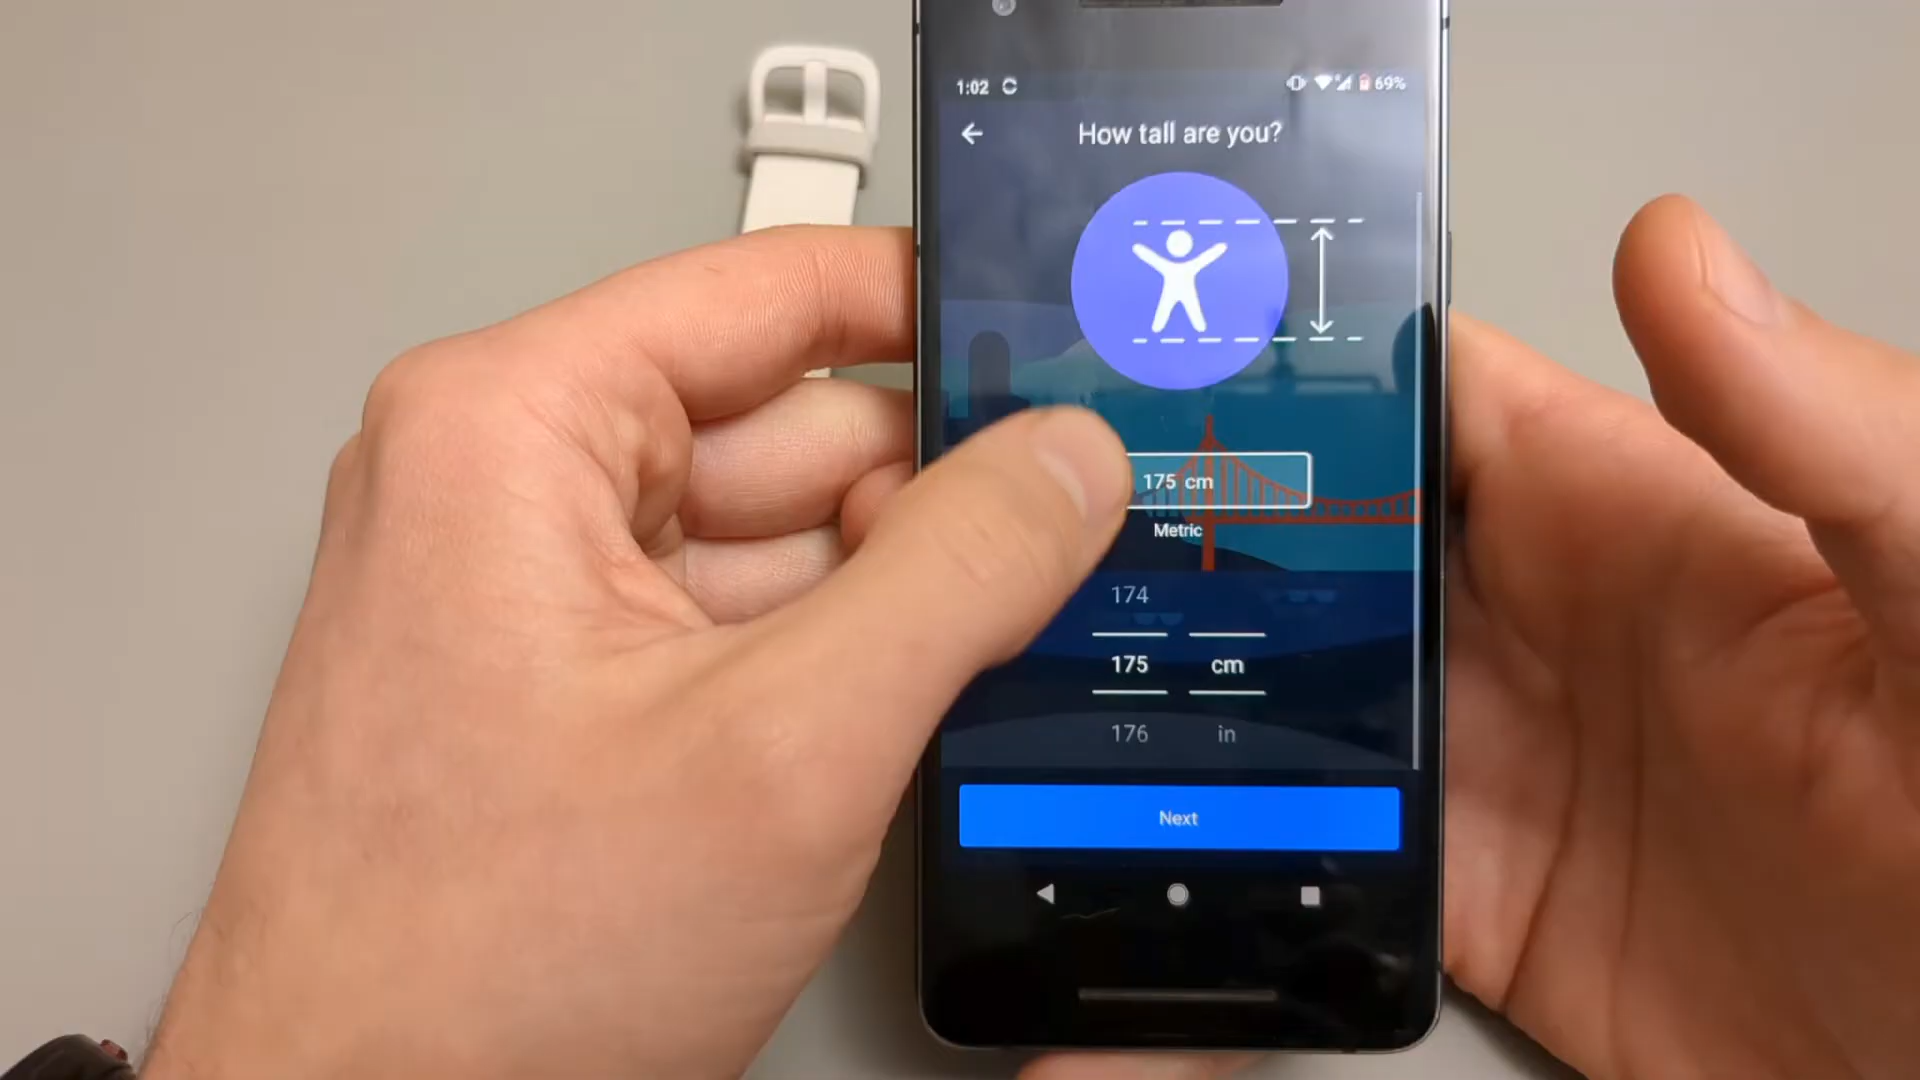 1:02 69%
How tall are you?
175 cm
Metric
174
175 cm
176 in
Next